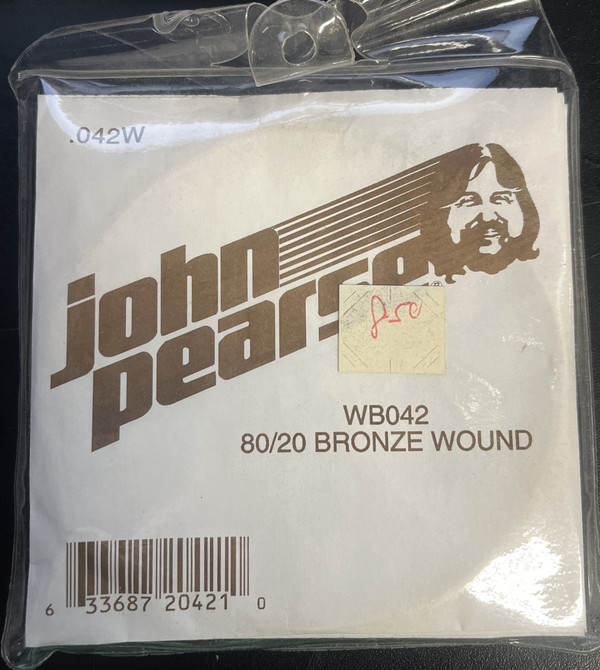 .042W
john
pearse®
WB042
80/20 BRONZE WOUND
6 33687 20421 0